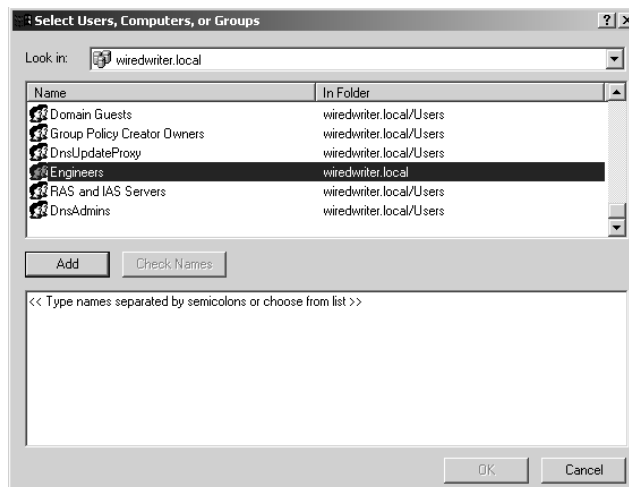 Select Users, Computers, or Groups
Look in: wiredwriter.local
Name In Folder
Domain Guests wiredwriter.local/Users
Group Policy Creator Owners wiredwriter.local/Users
DnsUpdateProxy wiredwriter.local/Users
Engineers wiredwriter.local
RAS and IAS Servers wiredwriter.local/Users
DnsAdmins wiredwriter.local/Users
Add Check Names
<< Type names separated by semicolons or choose from list >>
OK Cancel